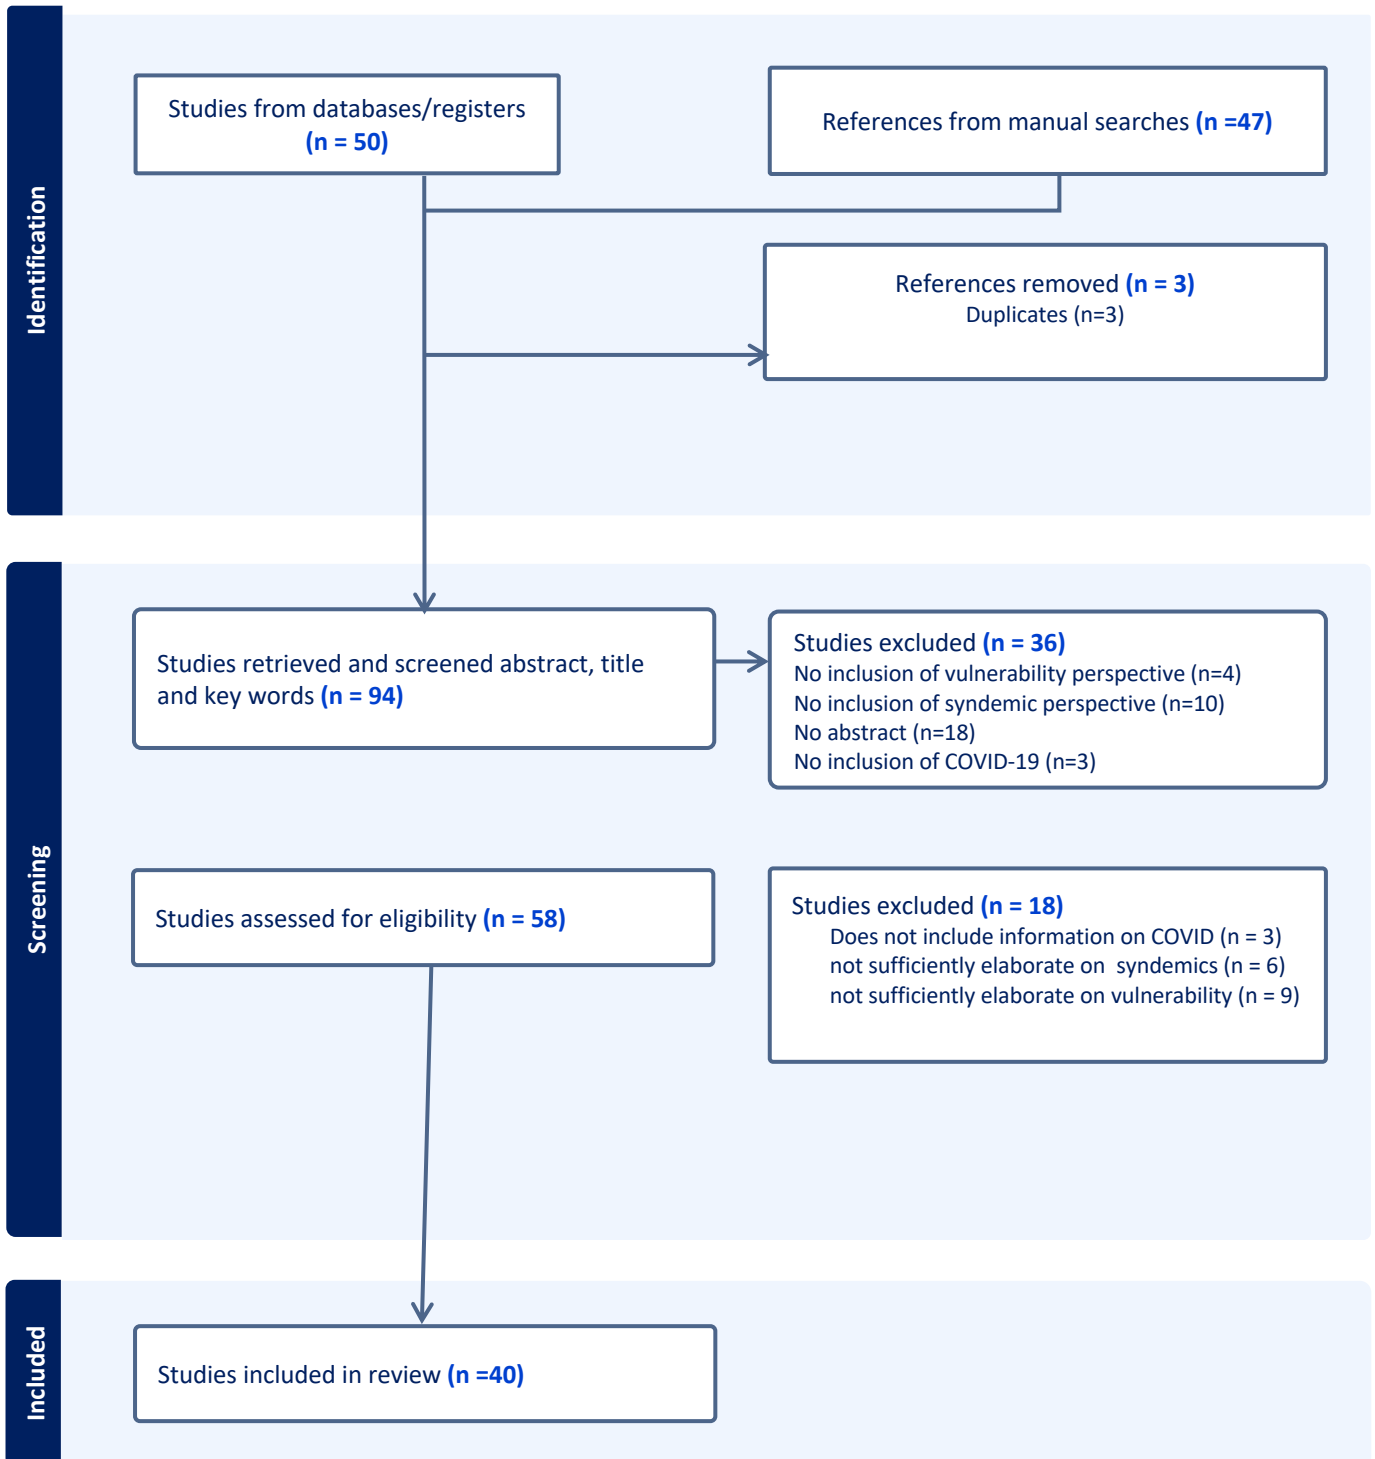 Identification
Studies from databases/registers
(n = 50)
References from manual searches (n =47)
References removed (n = 3)
Duplicates (n=3)
Screening
Studies retrieved and screened abstract, title
and key words (n = 94)
Studies excluded (n = 36)
No inclusion of vulnerability perspective (n=4)
No inclusion of syndemic perspective (n=10)
No abstract (n=18)
No inclusion of COVID-19 (n=3)
Studies assessed for eligibility (n = 58)
Studies excluded (n = 18)
Does not include information on COVID (n = 3)
not sufficiently elaborate on  syndemics (n = 6)
not sufficiently elaborate on vulnerability (n = 9)
Included
Studies included in review (n =40)